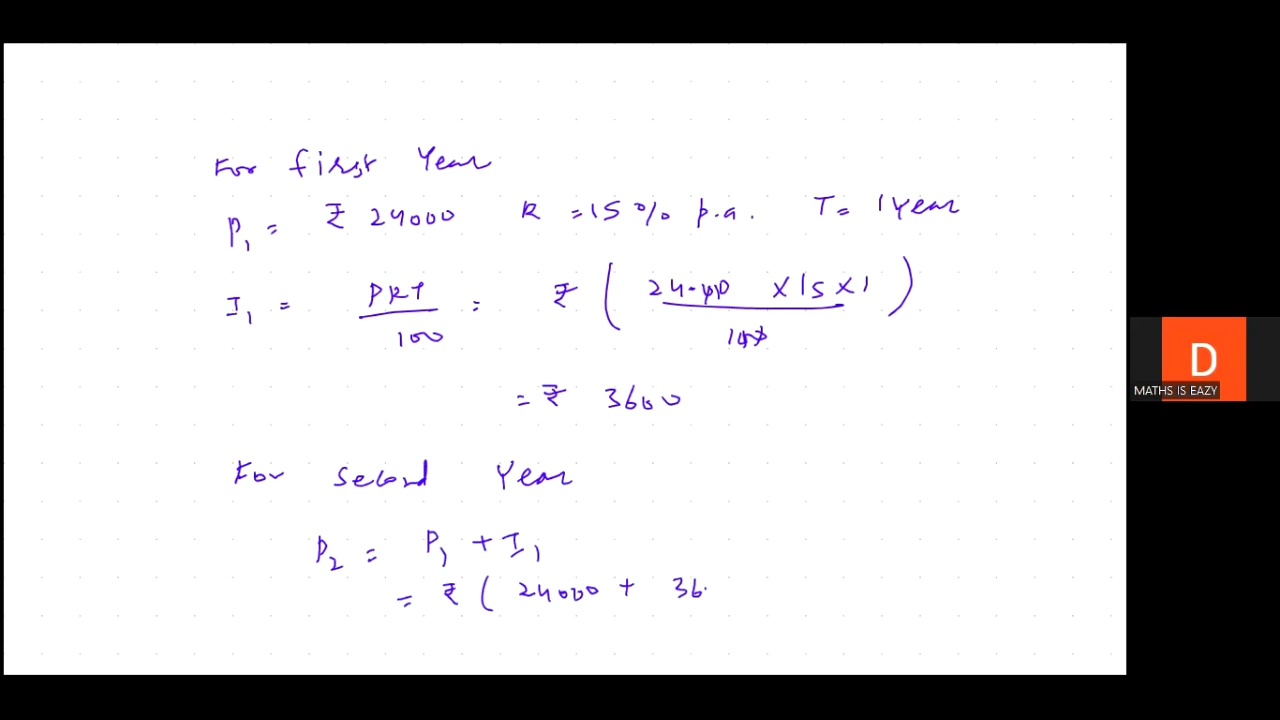 For first Year
P₁ = ₹ 24000 R = 15% p.a. T = 1 Year
I₁ = PRT/100 = ₹ (24000 × 15 × 1 / 100)
= ₹ 3600
For second Year
P₂ = P₁ + I₁
= ₹ ( 24000 + 36
D
MATHS IS EAZY